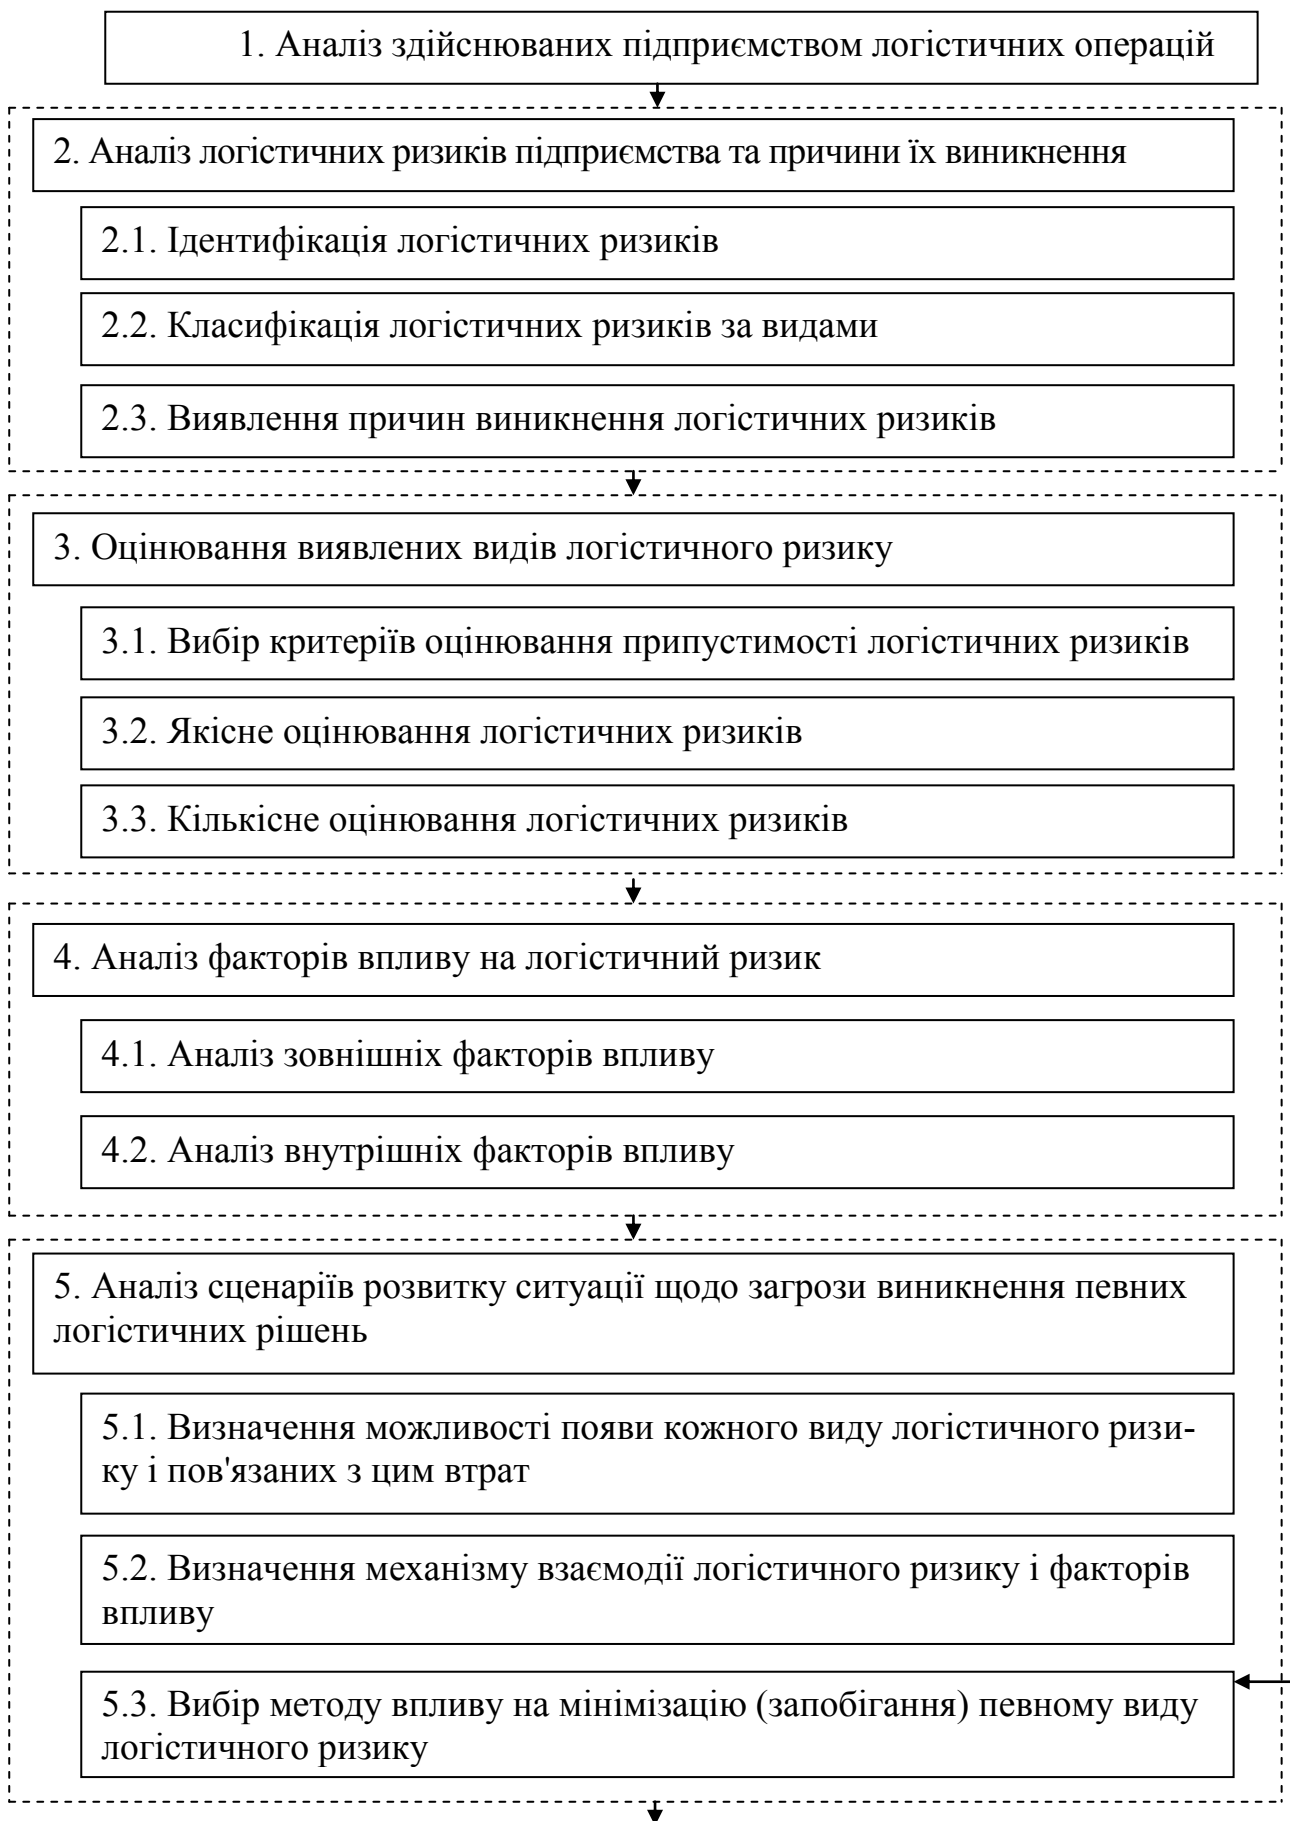 1. Аналіз здійснюваних підприємством логістичних операцій
2. Аналіз логістичних ризиків підприємства та причини їх виникнення
2.1. Ідентифікація логістичних ризиків
2.2. Класифікація логістичних ризиків за видами
2.3. Виявлення причин виникнення логістичних ризиків
3. Оцінювання виявлених видів логістичного ризику
3.1. Вибір критеріїв оцінювання припустимості логістичних ризиків
3.2. Якісне оцінювання логістичних ризиків
3.3. Кількісне оцінювання логістичних ризиків
4. Аналіз факторів впливу на логістичний ризик
4.1. Аналіз зовнішніх факторів впливу
4.2. Аналіз внутрішніх факторів впливу
5. Аналіз сценаріїв розвитку ситуації щодо загрози виникнення певних
логістичних рішень
5.1. Визначення можливості появи кожного виду логістичного ризи-
ку і пов'язаних з цим втрат
5.2. Визначення механізму взаємодії логістичного ризику і факторів
впливу
5.3. Вибір методу впливу на мінімізацію (запобігання) певному виду
логістичного ризику